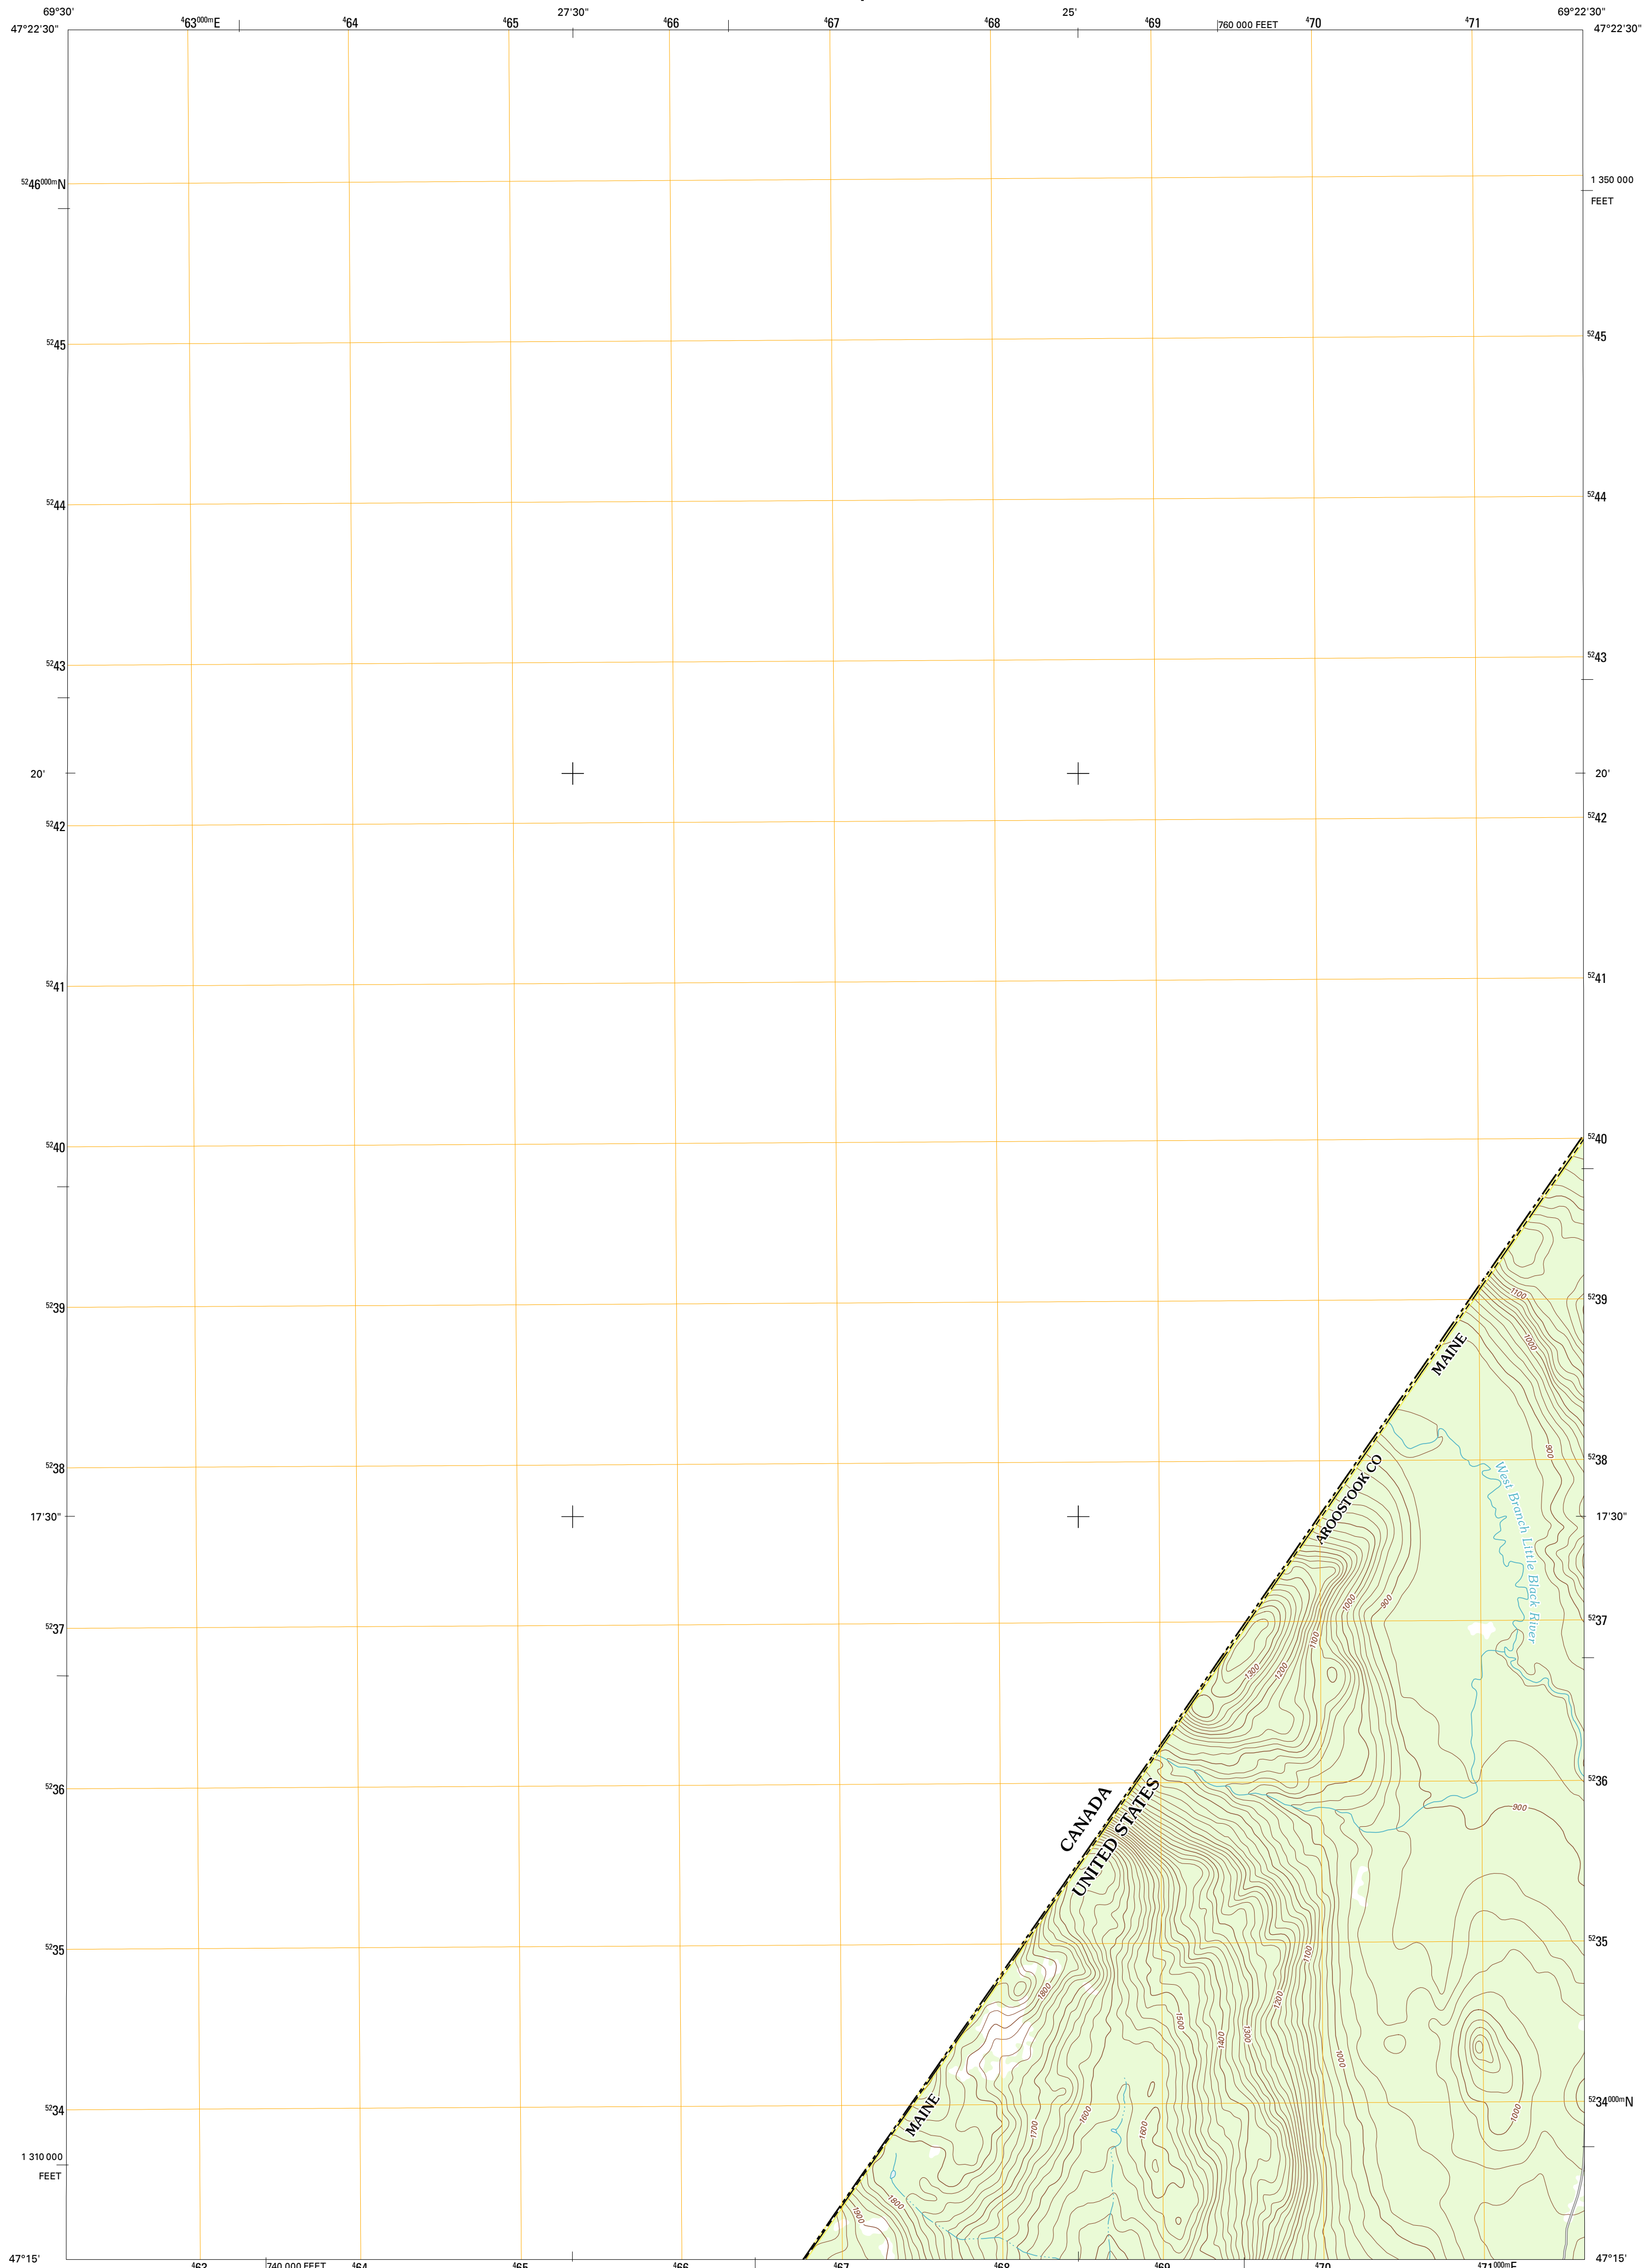 69°30' ⁴63⁰⁰⁰ᵐE ⁴64 ⁴65 27'30" ⁴66 ⁴67 ⁴68 25' ⁴69 760 000 FEET ⁴70 ⁴71 69°22'30"
47°22'30" 47°22'30"
⁵²46⁰⁰⁰ᵐN 1 350 000
FEET
⁵²45 ⁵²45
⁵²44 ⁵²44
⁵²43 ⁵²43
20' 20'
⁵²42 ⁵²42
⁵²41 ⁵²41
⁵²40 ⁵²40
⁵²39 ⁵²39
1100
1000
MAINE
900
⁵²38 ⁵²38
AROOSTOOK CO
West Branch Little Black River
17'30" 17'30"
1000
900
⁵²37 ⁵²37
1100
1300
1200
⁵²36 ⁵²36
CANADA
UNITED STATES
900
⁵²35 ⁵²35
1100
1800
1200
1500
1400
1300
1000
⁵²34 ⁵²34⁰⁰⁰ᵐN
MAINE
1700
1600
1600
1000
1 310 000
FEET
1800
1900
47°15' 47°15'
⁴63 740 000 FEET ⁴64 ⁴65 ⁴66 ⁴67 ⁴68 ⁴69 ⁴70 ⁴71⁰⁰⁰ᵐE